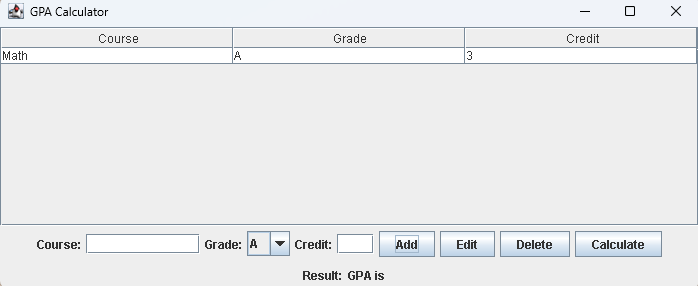 GPA Calculator
Course Grade Credit
Math A 3
Course: Grade: A Credit: Add Edit Delete Calculate
Result: GPA is